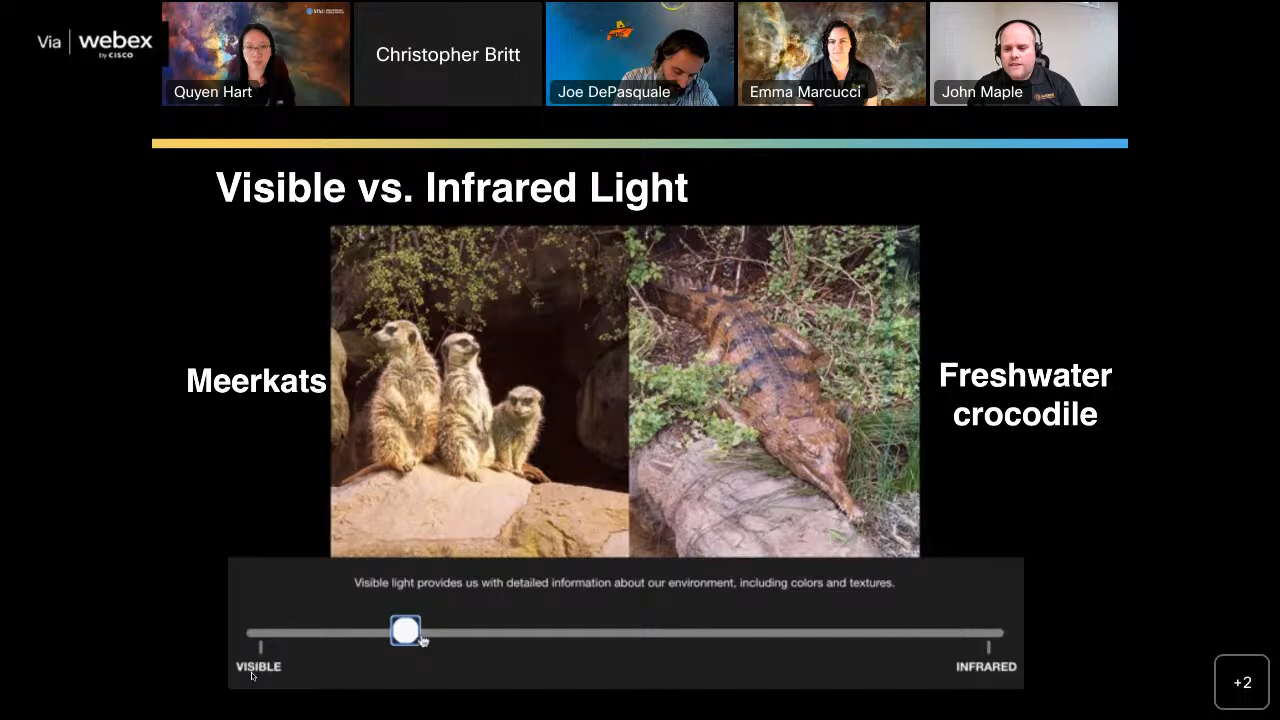 Via | webex
by CISCO
Quyen Hart
Christopher Britt
Joe DePasquale
Emma Marcucci
John Maple
Visible vs. Infrared Light
Meerkats
Freshwater
crocodile
Visible light provides us with detailed information about our environment, including colors and textures.
VISIBLE
INFRARED
+2